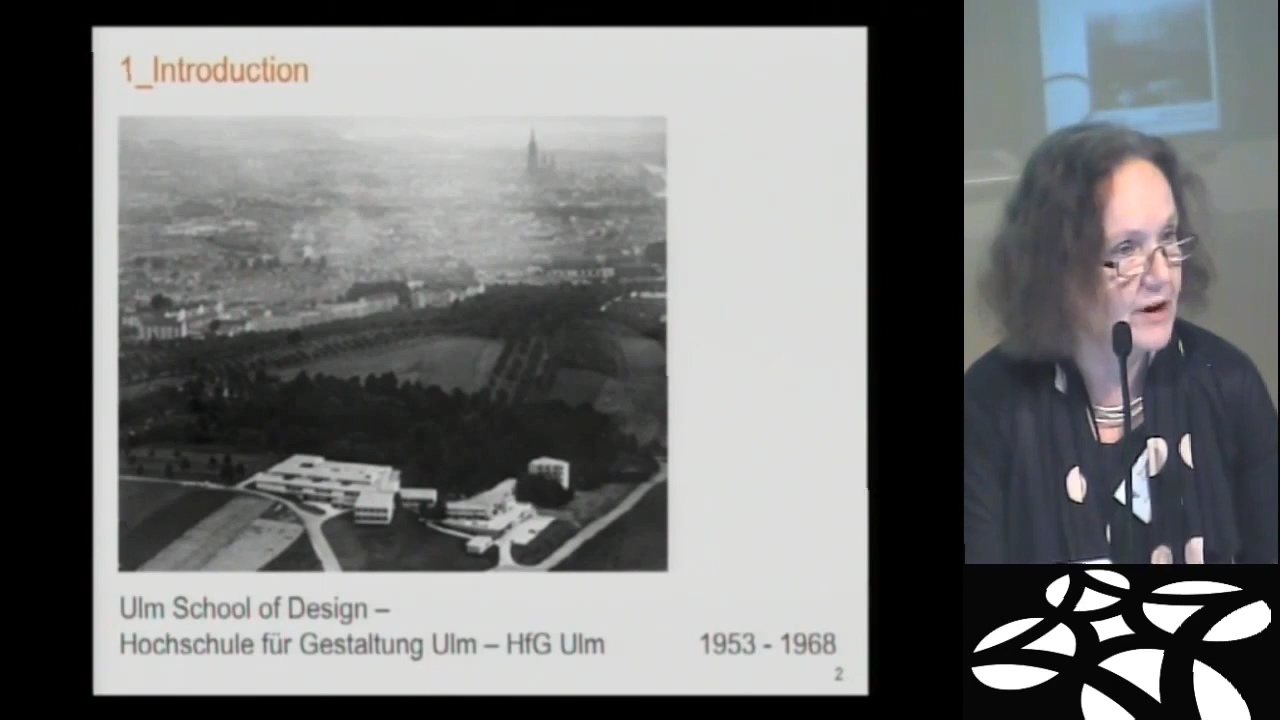 1_Introduction
Ulm School of Design –
Hochschule für Gestaltung Ulm – HfG Ulm
1953 - 1968
2